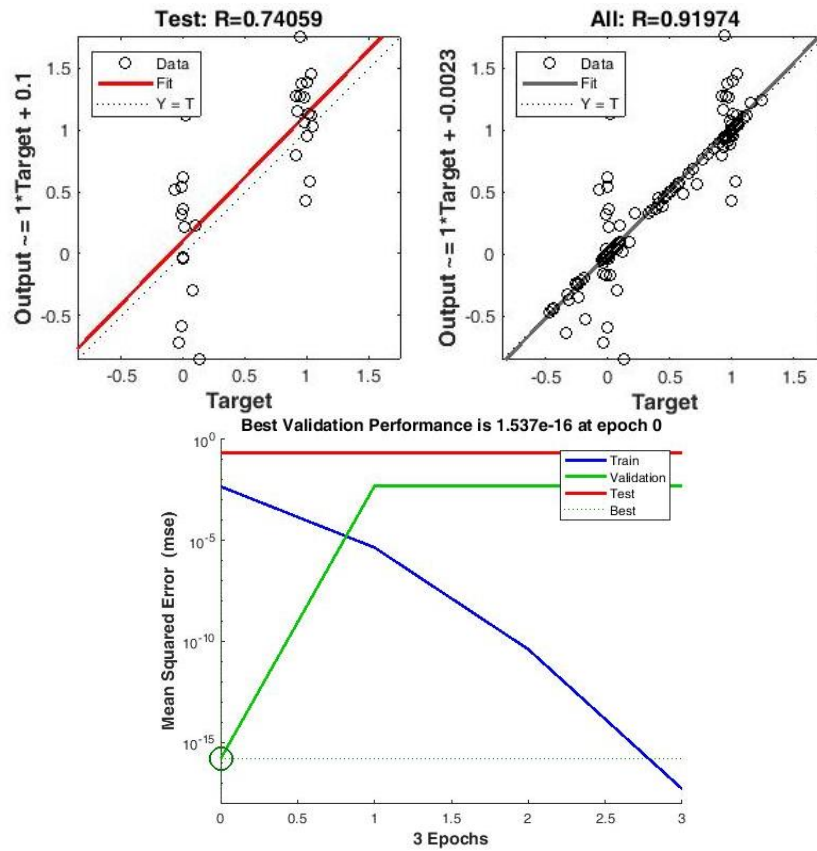 Test: R=0.74059
Output ~= 1*Target + 0.1
Data
Fit
Y = T
1.5
1
0.5
0
-0.5
-0.5 0 0.5 1 1.5
Target
All: R=0.91974
Output ~= 1*Target + -0.0023
Data
Fit
Y = T
1.5
1
0.5
0
-0.5
-0.5 0 0.5 1 1.5
Target
Best Validation Performance is 1.537e-16 at epoch 0
Mean Squared Error (mse)
10^0
10^-5
10^-10
10^-15
Train
Validation
Test
Best
0 0.5 1 1.5 2 2.5 3
3 Epochs